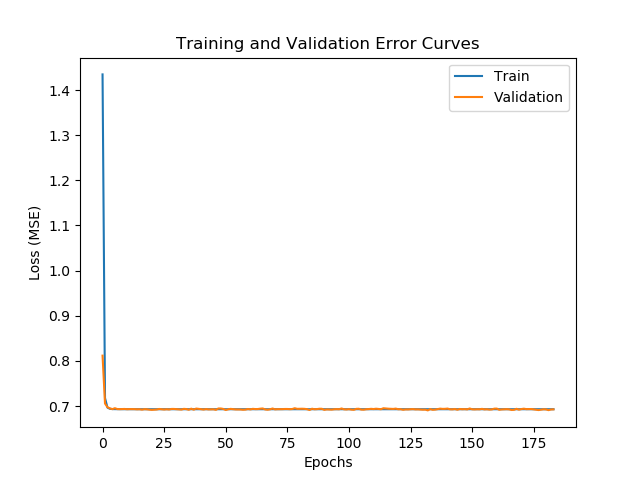 Training and Validation Error Curves
Train
Validation
1.4
1.3
1.2
1.1
1.0
0.9
0.8
0.7
Loss (MSE)
0 25 50 75 100 125 150 175
Epochs